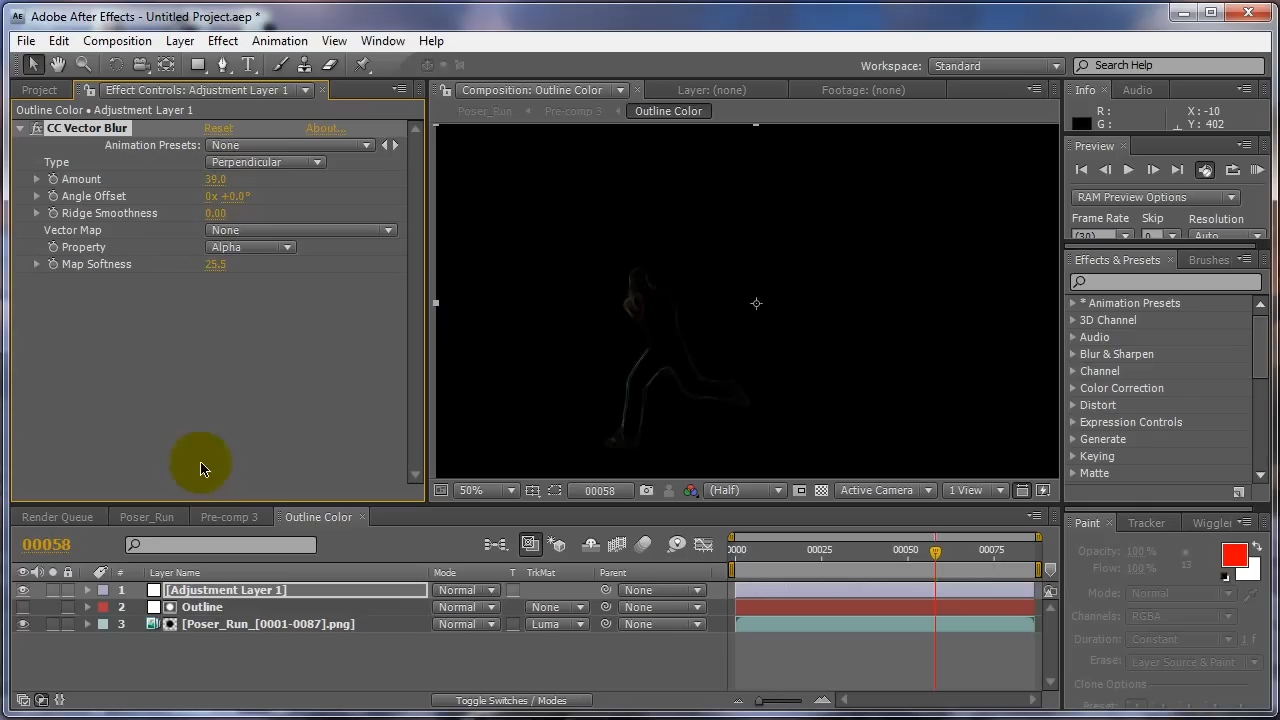 Adobe After Effects - Untitled Project.aep *
File Edit Composition Layer Effect Animation View Window Help
Workspace: Standard Search Help
Project Effect Controls: Adjustment Layer 1 Composition: Outline Color Layer: (none) Footage: (none) Info Audio
Outline Color • Adjustment Layer 1 Poser_Run Pre-comp 3 Outline Color R: X: -10
G: Y: 402
fx CC Vector Blur Reset About...
Animation Presets: None Preview
Type Perpendicular
Amount 39.0
Angle Offset 0x +0.0° RAM Preview Options
Ridge Smoothness 0.00 Frame Rate Skip Resolution
Vector Map None (30) 0 Auto
Property Alpha
Map Softness 25.5 Effects & Presets Brushes
* Animation Presets
3D Channel
Audio
Blur & Sharpen
Channel
Color Correction
Distort
Expression Controls
Generate
Keying
Matte
50% 00058 (Half) Active Camera 1 View
Render Queue Poser_Run Pre-comp 3 Outline Color Paint Tracker Wiggler
00058 0000 00025 00050 00075 Opacity: 100 %
Flow: 100 % 13
# Layer Name Mode T TrkMat Parent
1 [Adjustment Layer 1] Normal None Mode: Normal
2 Outline Normal None None Channels: RGBA
3 [Poser_Run_[0001-0087].png] Normal Luma None Duration: Constant 1 f
Erase: Layer Source & Paint
Clone Options
Toggle Switches / Modes Preset: